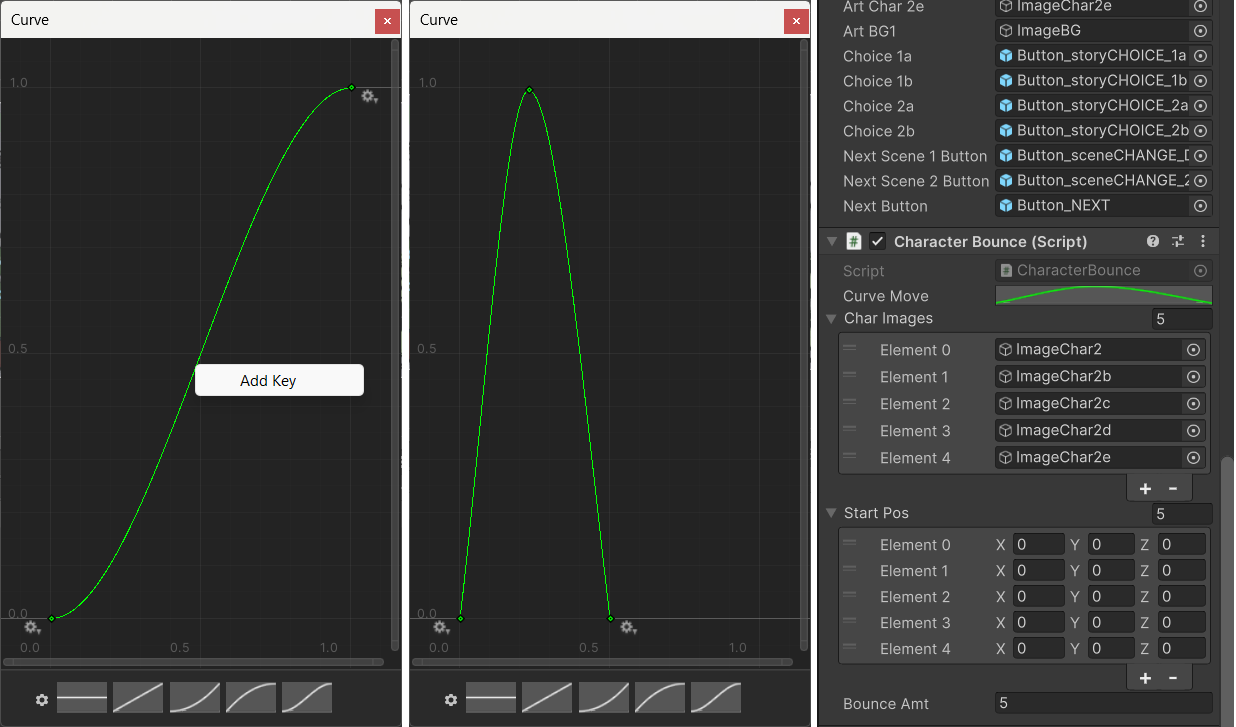 Curve
1.0
0.5
0.0
0.0
0.5
1.0
Add Key
Curve
1.0
0.5
0.0
0.0
0.5
1.0
Art Char 2e ImageChar2e
Art BG1 ImageBG
Choice 1a Button_storyCHOICE_1a
Choice 1b Button_storyCHOICE_1b
Choice 2a Button_storyCHOICE_2a
Choice 2b Button_storyCHOICE_2b
Next Scene 1 Button Button_sceneCHANGE_
Next Scene 2 Button Button_sceneCHANGE_2
Next Button Button_NEXT
# Character Bounce (Script)
Script # CharacterBounce
Curve Move
Char Images 5
Element 0 ImageChar2
Element 1 ImageChar2b
Element 2 ImageChar2c
Element 3 ImageChar2d
Element 4 ImageChar2e
+ -
Start Pos 5
Element 0 X 0 Y 0 Z 0
Element 1 X 0 Y 0 Z 0
Element 2 X 0 Y 0 Z 0
Element 3 X 0 Y 0 Z 0
Element 4 X 0 Y 0 Z 0
+ -
Bounce Amt 5